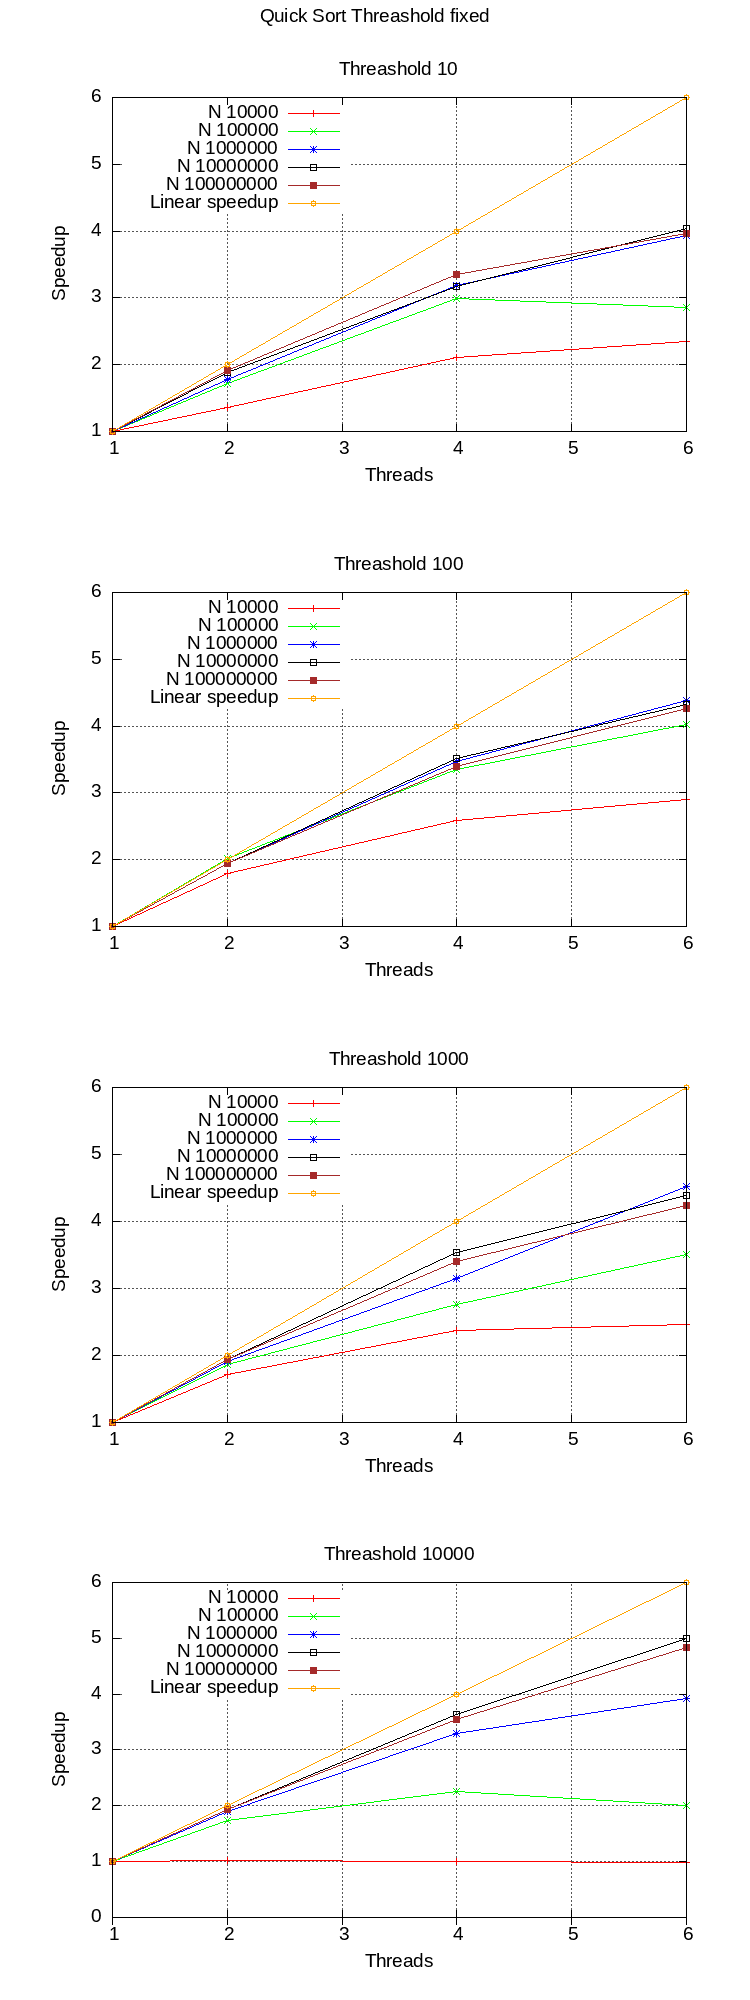 Quick Sort Threashold fixed
Threashold 10
6
5
4
3
2
1
Speedup
N 10000
N 100000
N 1000000
N 10000000
N 100000000
Linear speedup
1 2 3 4 5 6
Threads
Threashold 100
6
5
4
3
2
1
Speedup
N 10000
N 100000
N 1000000
N 10000000
N 100000000
Linear speedup
1 2 3 4 5 6
Threads
Threashold 1000
6
5
4
3
2
1
Speedup
N 10000
N 100000
N 1000000
N 10000000
N 100000000
Linear speedup
1 2 3 4 5 6
Threads
Threashold 10000
6
5
4
3
2
1
0
Speedup
N 10000
N 100000
N 1000000
N 10000000
N 100000000
Linear speedup
1 2 3 4 5 6
Threads